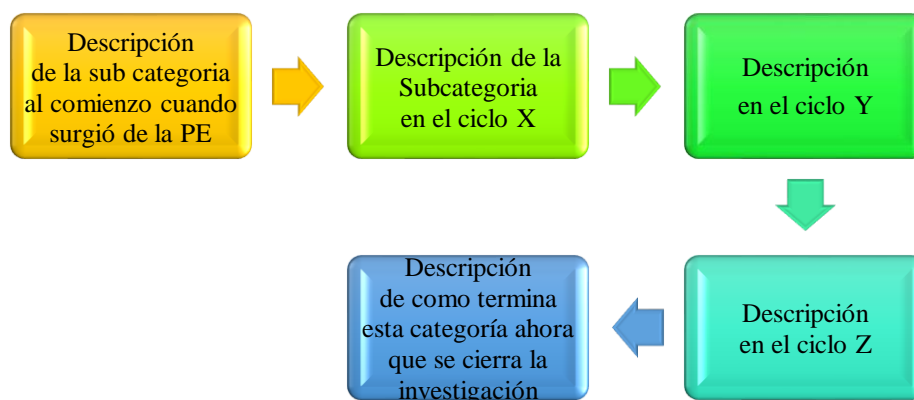 Descripción
de la sub categoria
al comienzo cuando
surgió de la PE
Descripción de la
Subcategoria
en el ciclo X
Descripción
en el ciclo Y
Descripción
en el ciclo Z
Descripción
de como termina
esta categoría ahora
que se cierra la
investigación